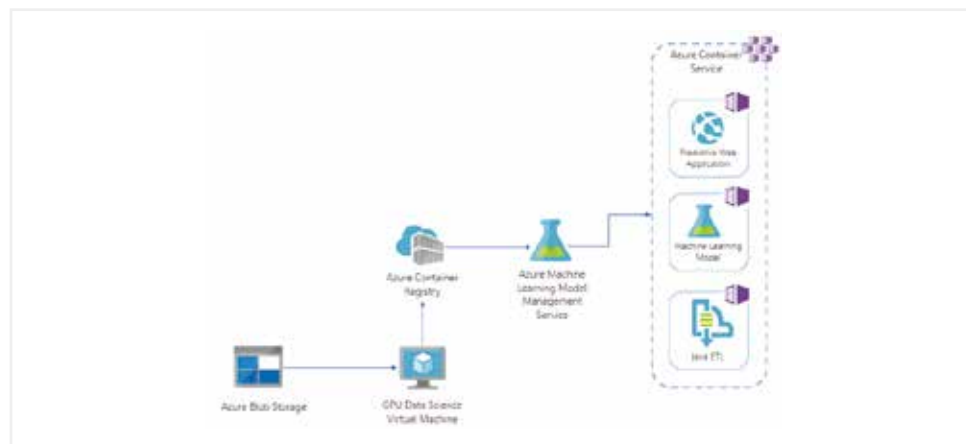 Azure Container
Service
Predictive Web
Application
Machine Learning
Model
Azure Container
Registry
Azure Machine
Learning Model
Management
Service
Azure Blob Storage
GPU Data Science
Virtual Machine
ETL